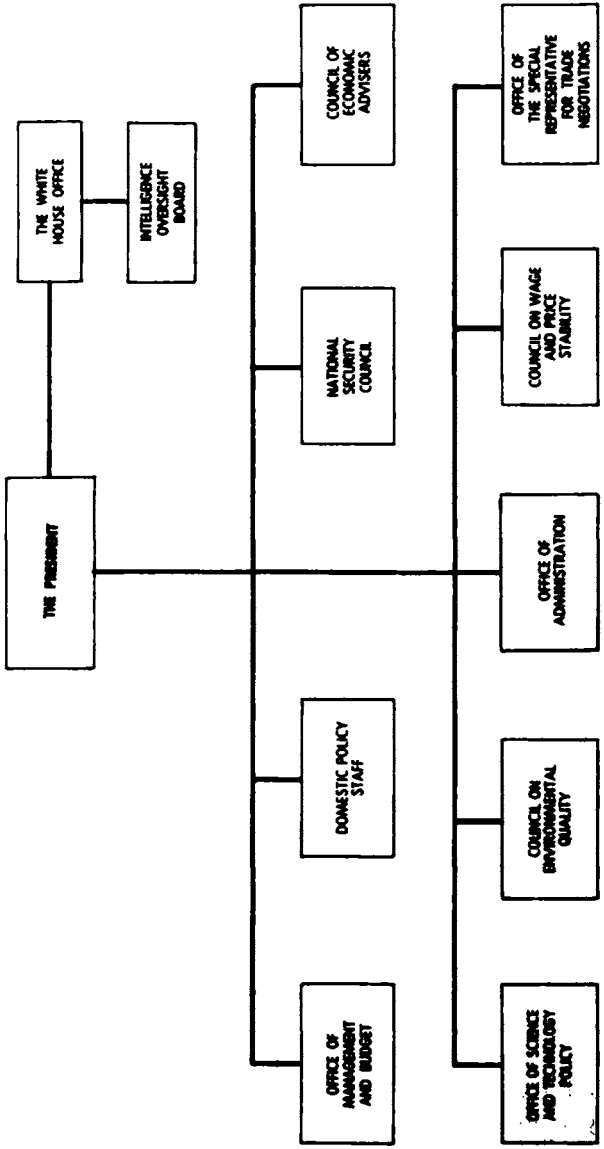 THE PRESIDENT
THE WHITE
HOUSE OFFICE
INTELLIGENCE
OVERSIGHT
BOARD
OFFICE OF
MANAGEMENT
AND BUDGET
DOMESTIC POLICY
STAFF
NATIONAL
SECURITY
COUNCIL
COUNCIL OF
ECONOMIC
ADVISERS
OFFICE OF SCIENCE
AND TECHNOLOGY
POLICY
COUNCIL ON
ENVIRONMENTAL
QUALITY
OFFICE OF
ADMINISTRATION
COUNCIL ON WAGE
AND PRICE
STABILITY
OFFICE OF
THE SPECIAL
REPRESENTATIVE
FOR TRADE
NEGOTIATIONS